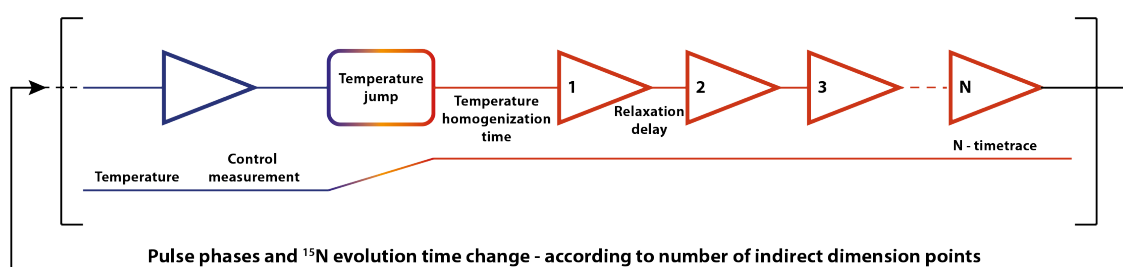 Temperature
jump
1
2
3
N
Temperature
homogenization
time
Relaxation
delay
Control
measurement
Temperature
N - timetrace
Pulse phases and ¹⁵N evolution time change - according to number of indirect dimension points